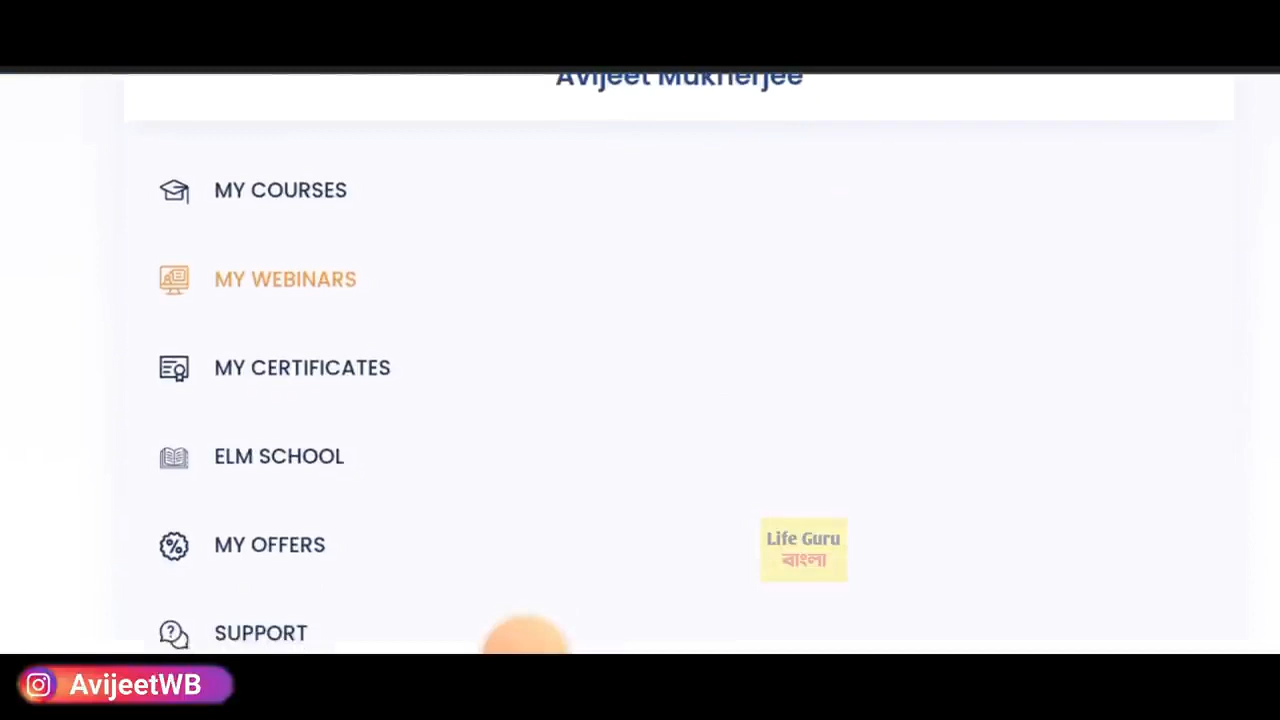 Avijeet Mukherjee
MY COURSES
MY WEBINARS
MY CERTIFICATES
ELM SCHOOL
MY OFFERS
Life Guru
বাংলা
SUPPORT
AvijeetWB